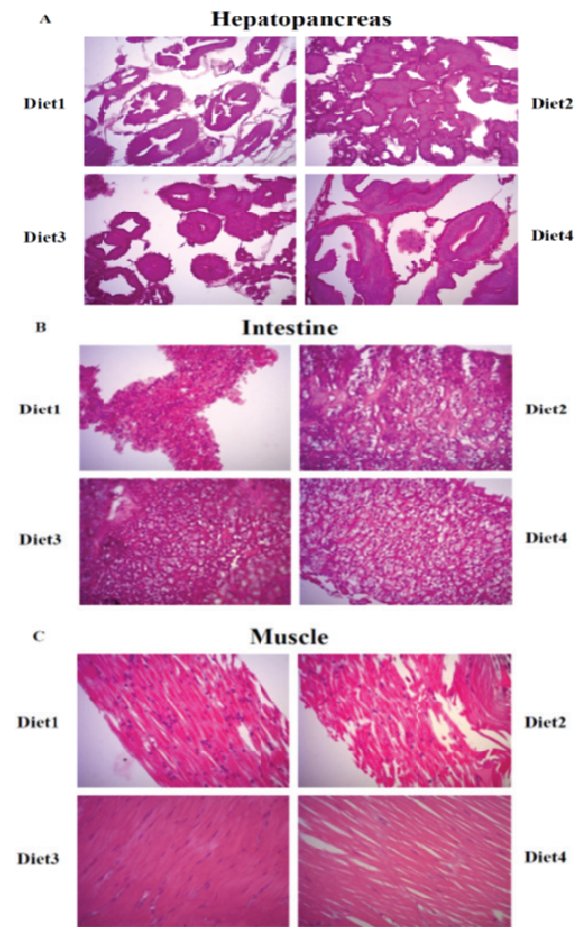 A Hepatopancreas
Diet1 Diet2
Diet3 Diet4
B Intestine
Diet1 Diet2
Diet3 Diet4
C Muscle
Diet1 Diet2
Diet3 Diet4